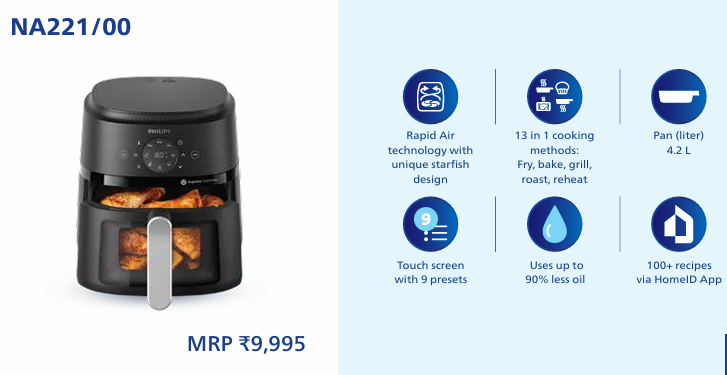 NA221/00
PHILIPS
MRP ₹9,995
Rapid Air
technology with
unique starfish
design
13 in 1 cooking
methods:
Fry, bake, grill,
roast, reheat
Pan (liter)
4.2 L
9
Touch screen
with 9 presets
Uses up to
90% less oil
100+ recipes
via HomeID App